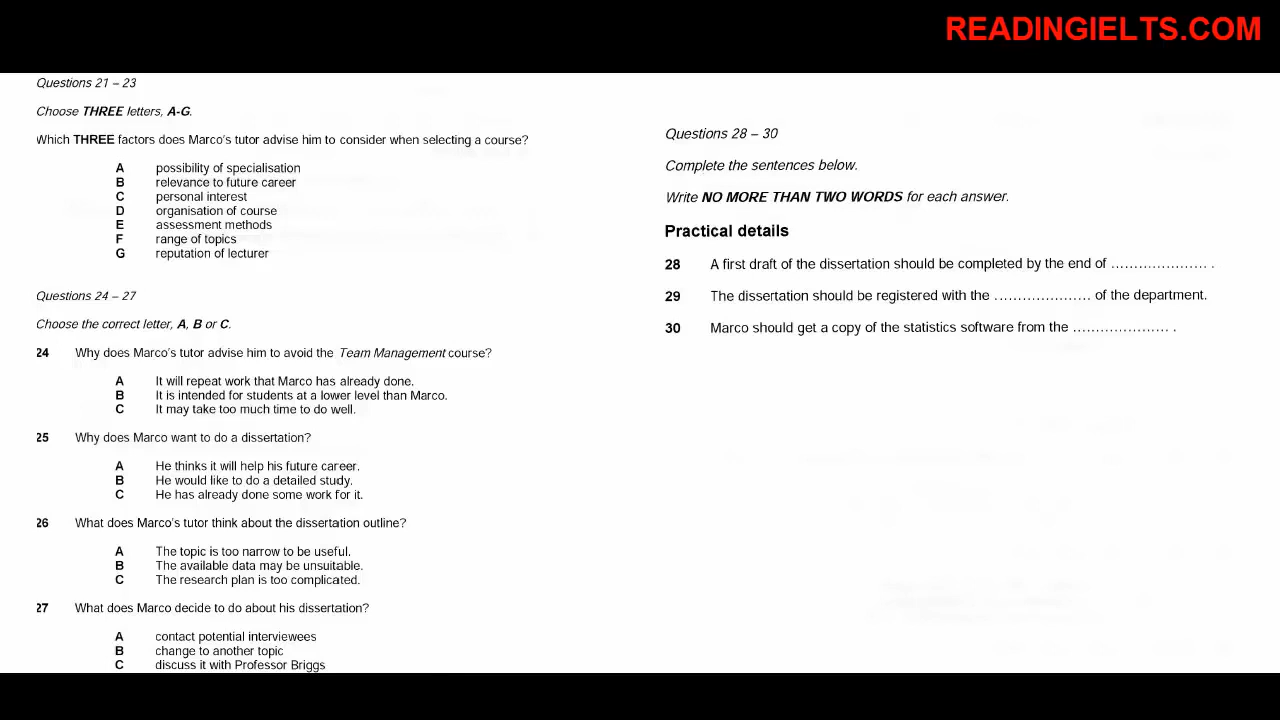 READINGIELTS.COM
Questions 21 – 23
Choose THREE letters, A-G.
Which THREE factors does Marco's tutor advise him to consider when selecting a course?
A possibility of specialisation
B relevance to future career
C personal interest
D organisation of course
E assessment methods
F range of topics
G reputation of lecturer
Questions 24 – 27
Choose the correct letter, A, B or C.
24 Why does Marco's tutor advise him to avoid the Team Management course?
A It will repeat work that Marco has already done.
B It is intended for students at a lower level than Marco.
C It may take too much time to do well.
25 Why does Marco want to do a dissertation?
A He thinks it will help his future career.
B He would like to do a detailed study.
C He has already done some work for it.
26 What does Marco's tutor think about the dissertation outline?
A The topic is too narrow to be useful.
B The available data may be unsuitable.
C The research plan is too complicated.
27 What does Marco decide to do about his dissertation?
A contact potential interviewees
B change to another topic
C discuss it with Professor Briggs
Questions 28 – 30
Complete the sentences below.
Write NO MORE THAN TWO WORDS for each answer.
Practical details
28 A first draft of the dissertation should be completed by the end of ..................... .
29 The dissertation should be registered with the ..................... of the department.
30 Marco should get a copy of the statistics software from the ..................... .